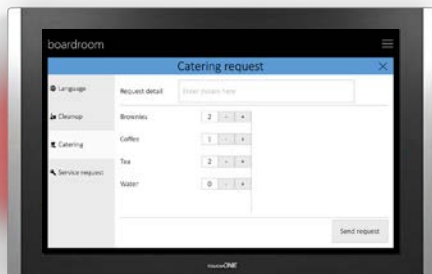 boardroom
Catering request
Language
Request detail
Enter details here
Cleanup
Brownies 2 - +
Catering
Coffee 1 - +
Tea 2 - +
Service request
Water 0 - +
Send request